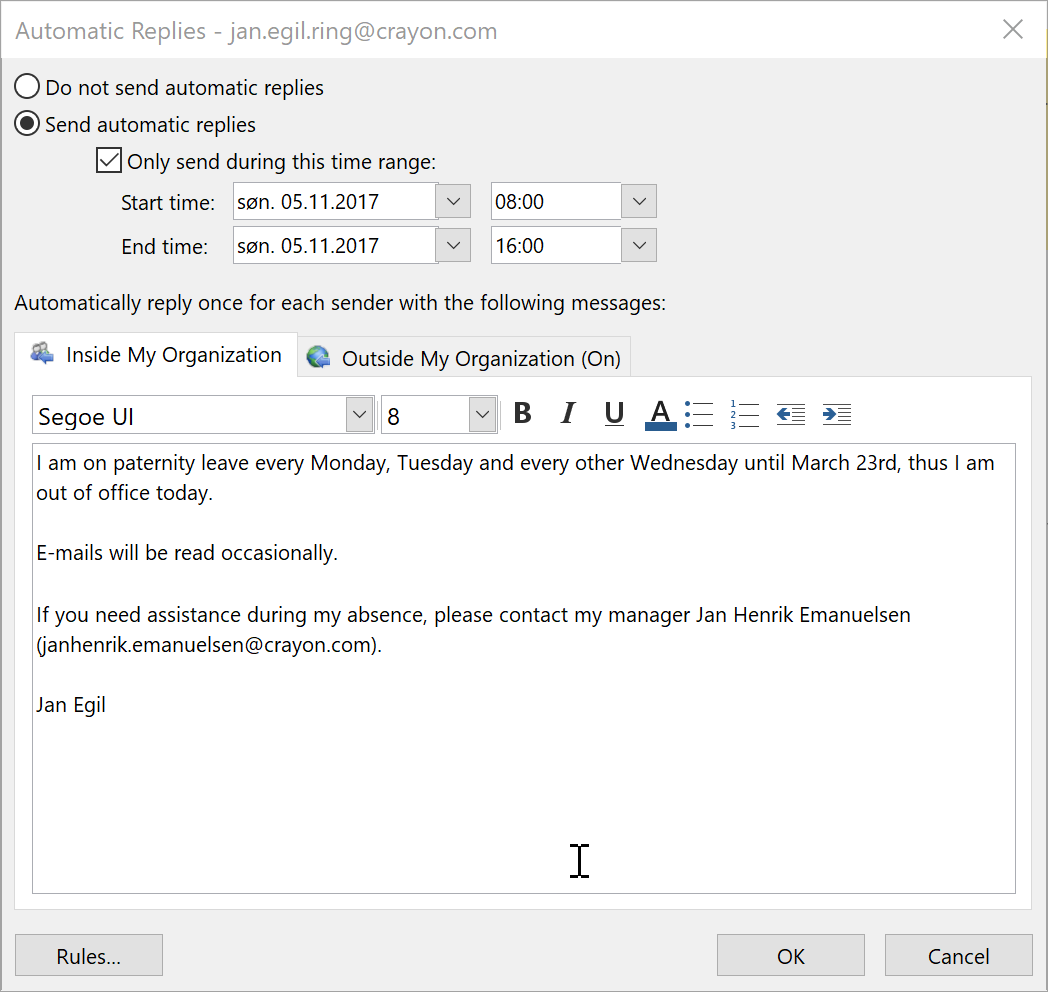 Automatic Replies - jan.egil.ring@crayon.com
Do not send automatic replies
Send automatic replies
Only send during this time range:
Start time: søn. 05.11.2017 08:00
End time: søn. 05.11.2017 16:00
Automatically reply once for each sender with the following messages:
Inside My Organization Outside My Organization (On)
Segoe UI 8 B I U A 1 2 3
I am on paternity leave every Monday, Tuesday and every other Wednesday until March 23rd, thus I am
out of office today.
E-mails will be read occasionally.
If you need assistance during my absence, please contact my manager Jan Henrik Emanuelsen
(janhenrik.emanuelsen@crayon.com).
Jan Egil
Rules... OK Cancel